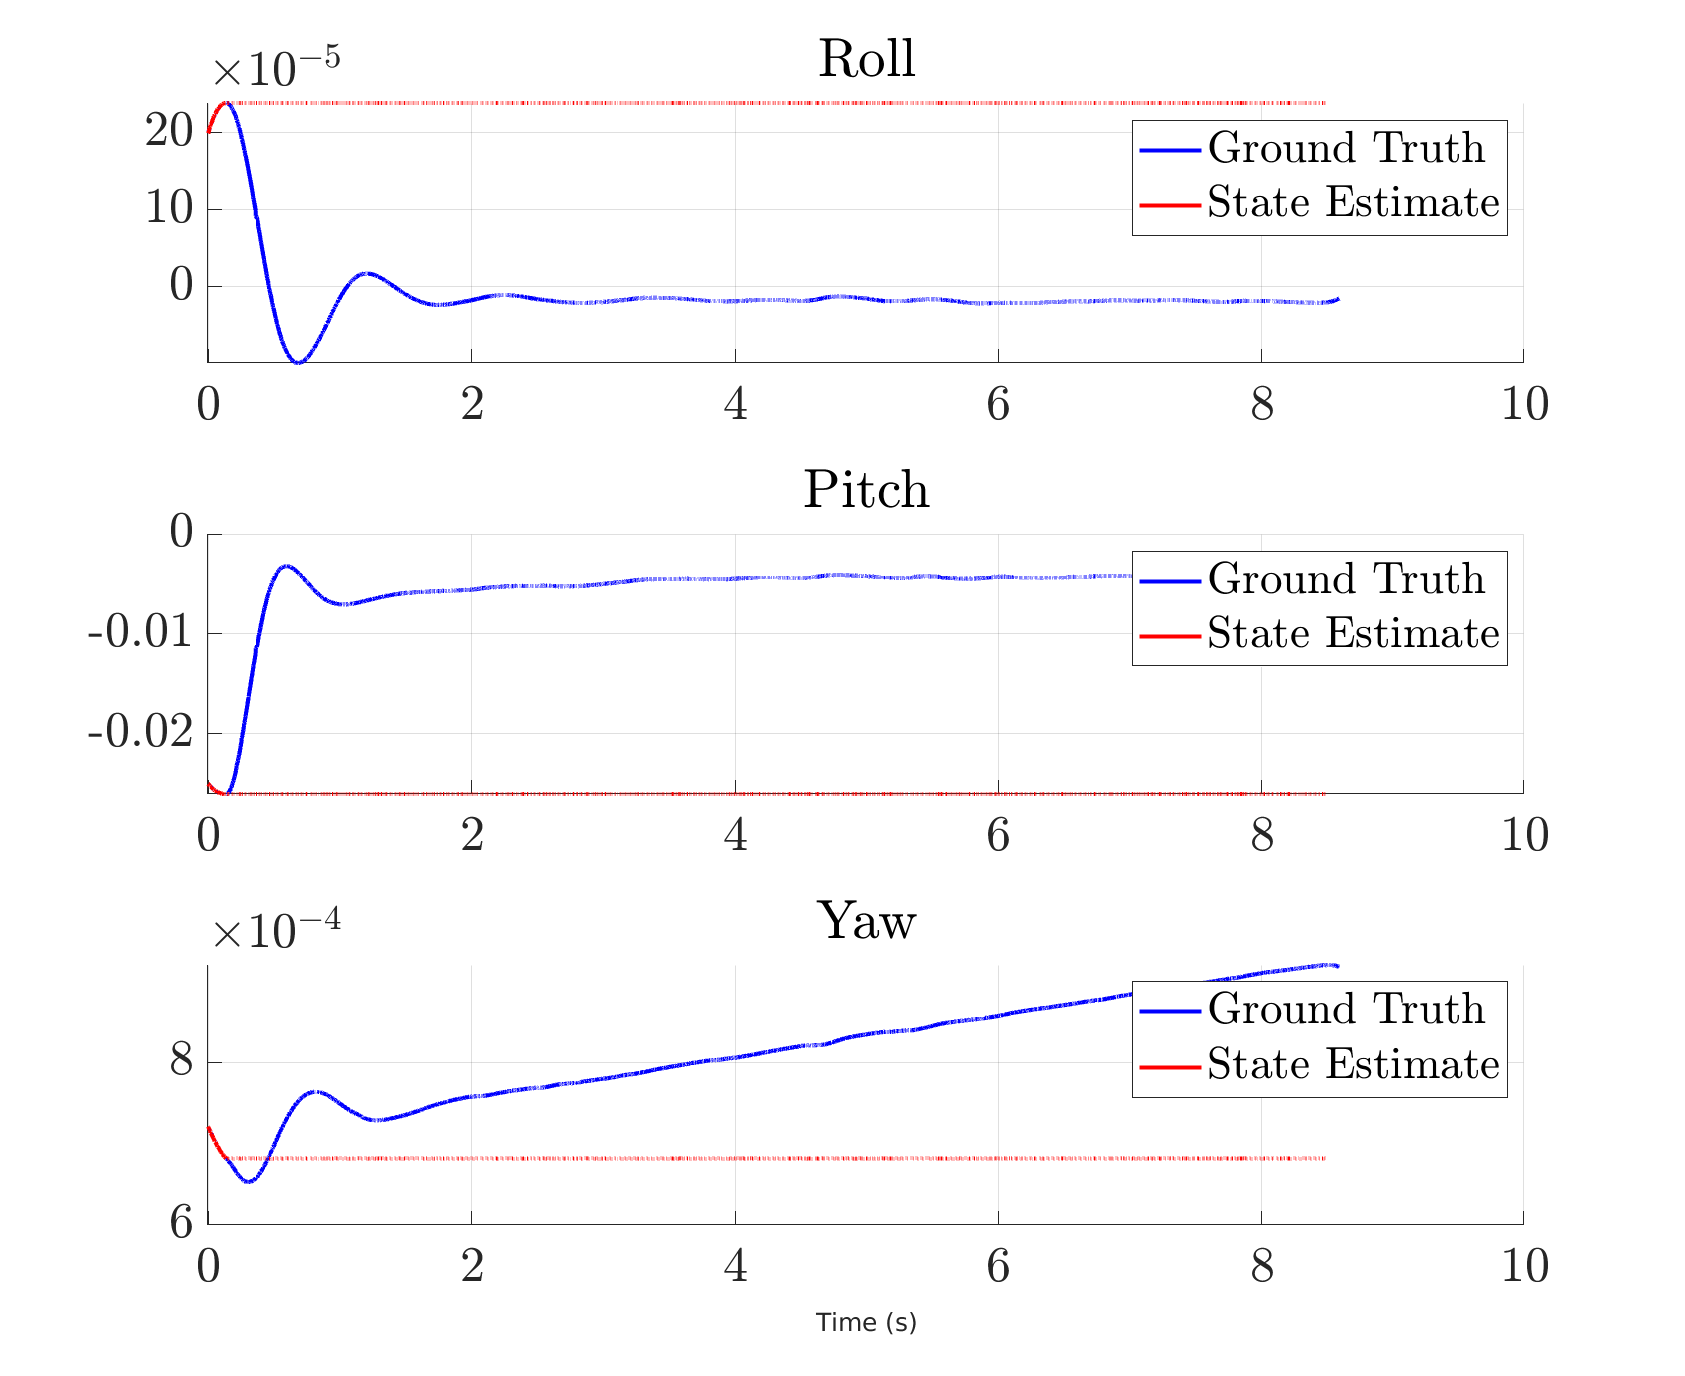 Roll
×10⁻⁵
20
10
0
Ground Truth
State Estimate
0 2 4 6 8 10
Pitch
0
-0.01
-0.02
Ground Truth
State Estimate
0 2 4 6 8 10
Yaw
×10⁻⁴
8
6
Ground Truth
State Estimate
0 2 4 6 8 10
Time (s)